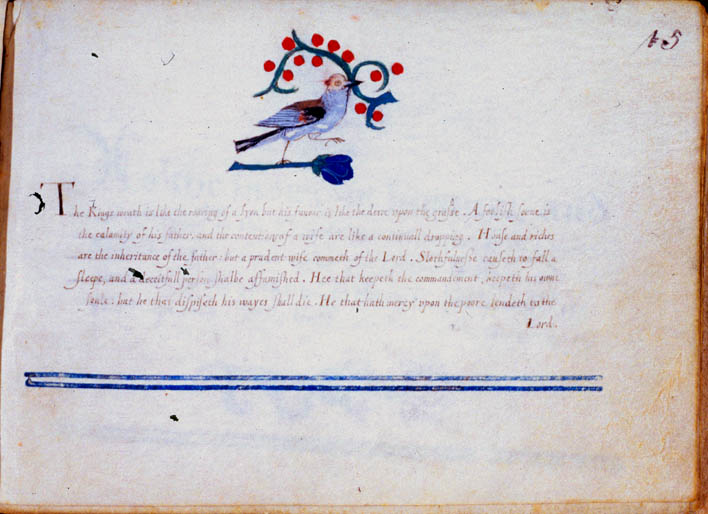 45
The Kings wrath is like the roaring of a lyon but his favour is like the dewe upon the grasse. A foolish sonne is
the calamity of his father, and the contention of a wife are like a continuall dropping. House and riches
are the inheritance of the father: but a prudent wife commeth of the Lord. Slothfulnesse causeth to fall a
sleepe, and a deceitfull person shalbe affamished. Hee that keepeth the commandement, keepeth his owne
soule: but he that dispiseth his wayes shall die. He that hath mercy upon the poore lendeth to the
Lord.